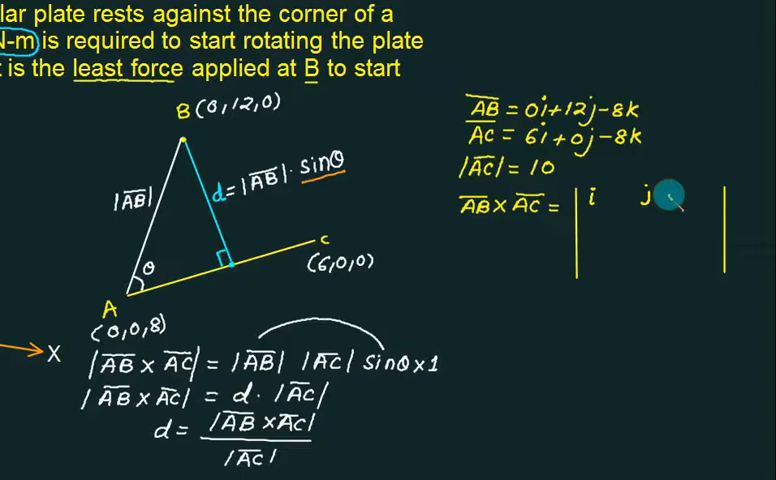 lar plate rests against the corner of a
N-m is required to start rotating the plate
t is the least force applied at B to start
B (0,12,0)
|AB|
d=|AB|. sinθ
θ
C
(6,0,0)
A
(0,0,8)
X
|AB x AC| = |AB| |AC| sinθ x 1
|AB x AC| = d. |AC|
d = |AB x AC|
|AC|
AB = 0i+12j-8k
AC = 6i+0j-8k
|AC| = 10
AB x AC = | i j |